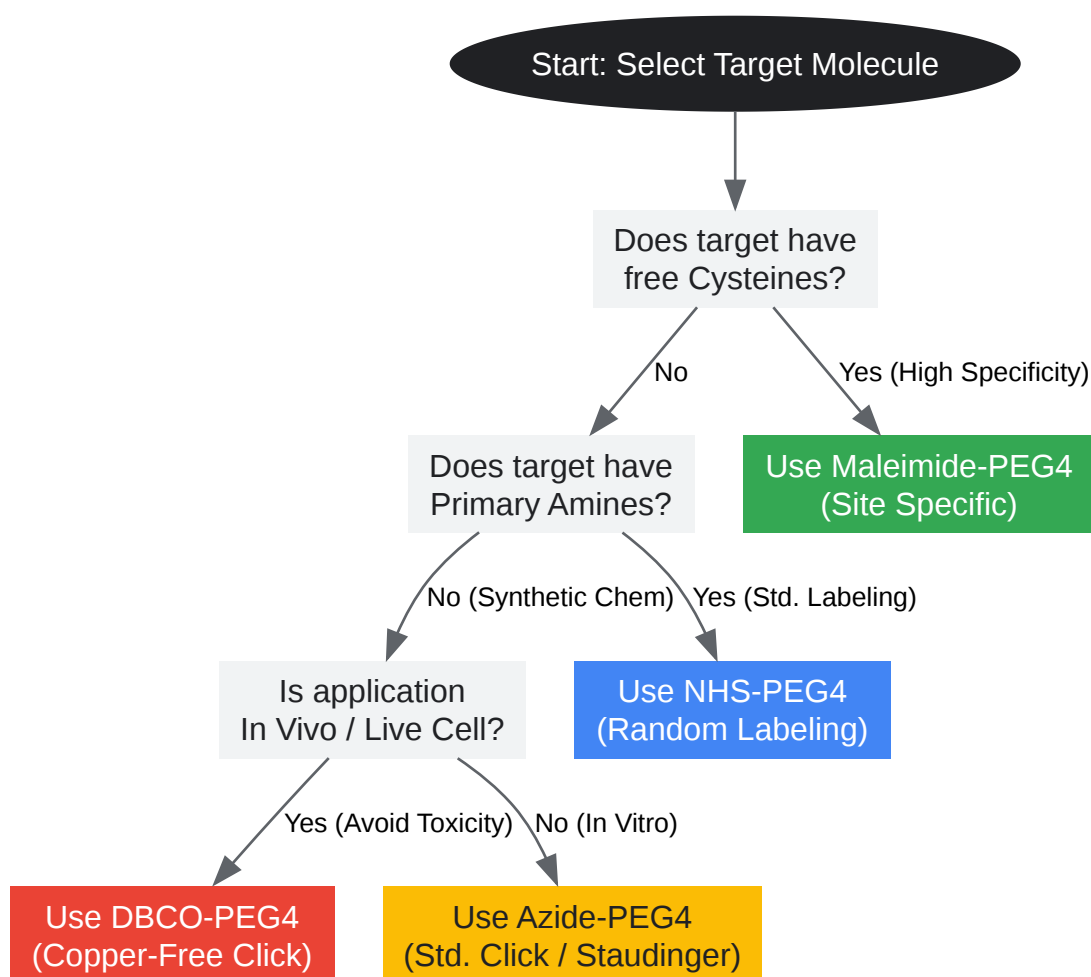 Start: Select Target Molecule
Does target have
free Cysteines?
No
Yes (High Specificity)
Does target have
Primary Amines?
Use Maleimide-PEG4
(Site Specific)
No (Synthetic Chem)
Yes (Std. Labeling)
Is application
In Vivo / Live Cell?
Use NHS-PEG4
(Random Labeling)
Yes (Avoid Toxicity)
No (In Vitro)
Use DBCO-PEG4
(Copper-Free Click)
Use Azide-PEG4
(Std. Click / Staudinger)